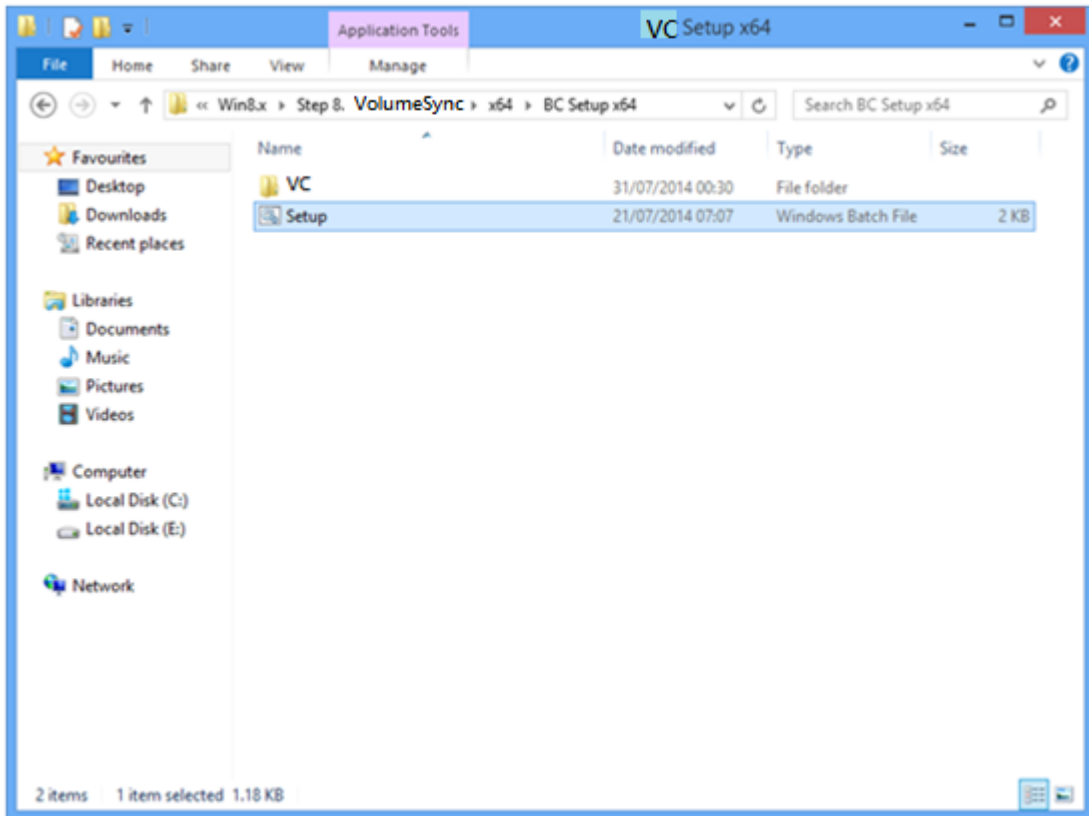 Application Tools VC Setup x64
File Home Share View Manage
« Win8.x Step 8. VolumeSync x64 BC Setup x64 Search BC Setup x64
Name Date modified Type Size
Favourites
Desktop
Downloads
Recent places
Libraries
Documents
Music
Pictures
Videos
Computer
Local Disk (C:)
Local Disk (E:)
Network
VC 31/07/2014 00:30 File folder
Setup 21/07/2014 07:07 Windows Batch File 2 KB
2 items 1 item selected 1.18 KB